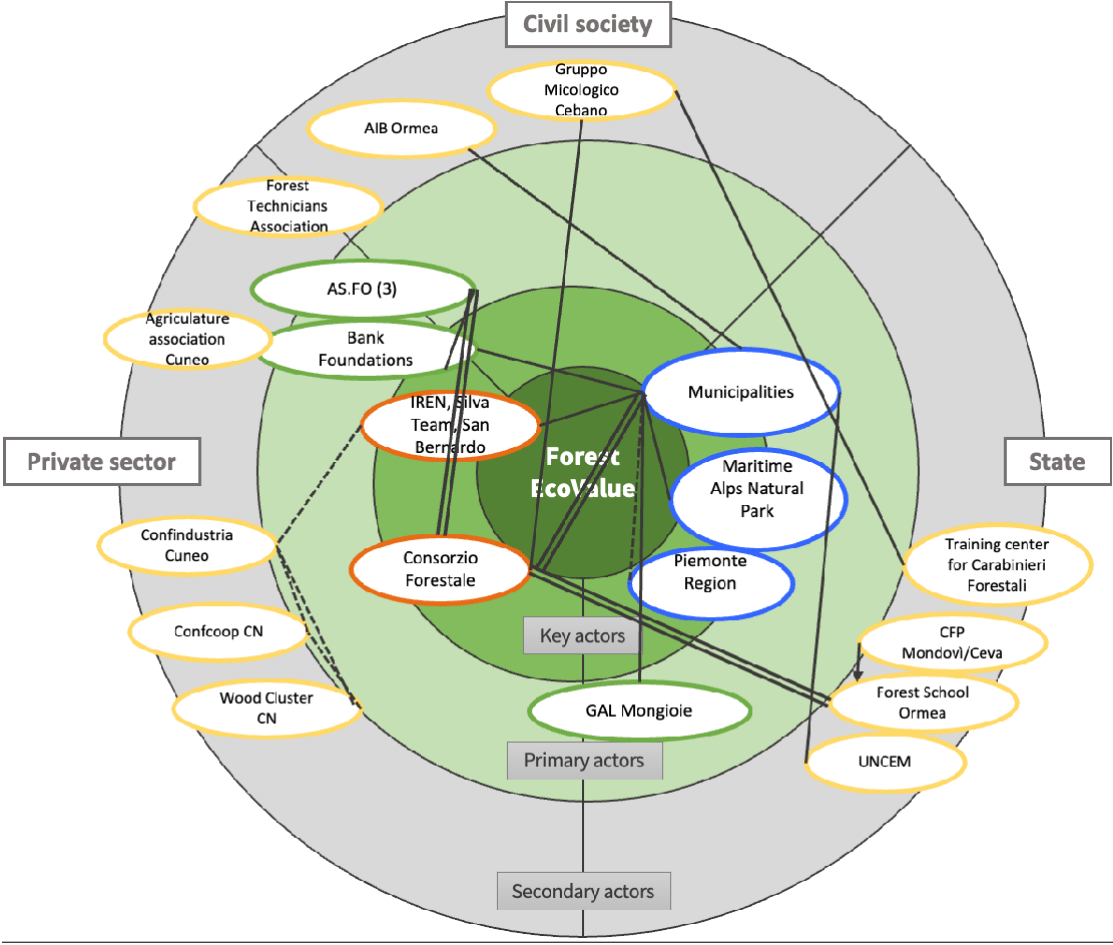 Civil society
Gruppo
Micologico
Cebano
AIB Ormea
Forest
Technicians
Association
AS.FO (3)
Agriculature
association
Cuneo
Bank
Foundations
Municipalities
IREN, Silva
Team, San
Bernardo
Private sector
Forest
EcoValue
State
Maritime
Alps Natural
Park
Confindustria
Cuneo
Consorzio
Forestale
Piemonte
Region
Training center
for Carabinieri
Forestali
Confcoop CN
Key actors
CFP
Mondovì/Ceva
Wood Cluster
CN
GAL Mongioie
Forest School
Ormea
Primary actors
UNCEM
Secondary actors